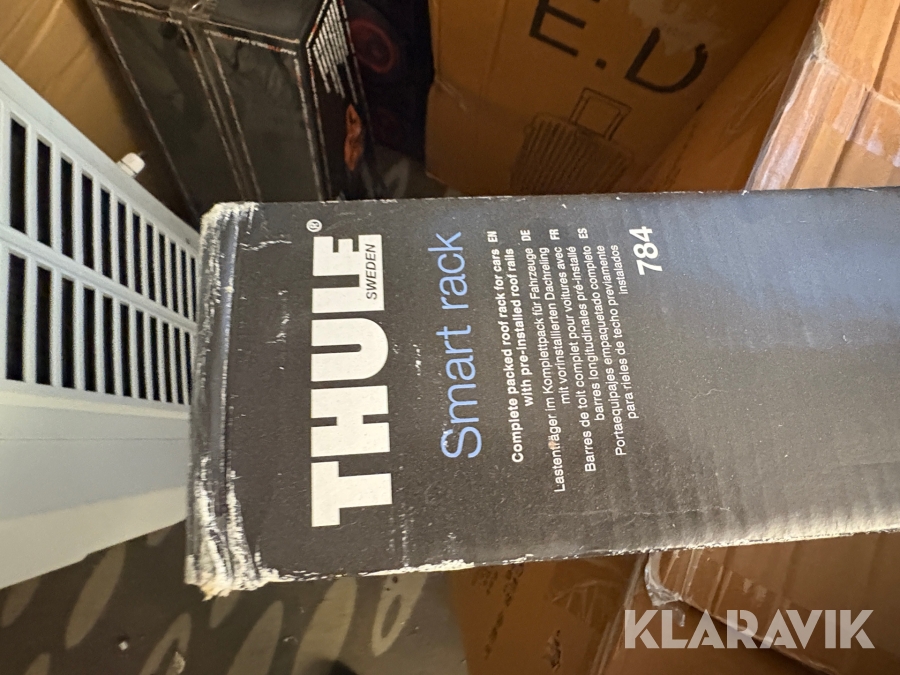 THULE®
SWEDEN
Smart rack
Complete packed roof rack for cars EN
with pre-installed roof rails
Lastenträger im Komplettpack für Fahrzeuge DE
mit vorinstallierten Dachreling
Barres de toit complet pour voitures avec FR
barres longitudinales pré-installé
Portaequipajes empaquetado completo ES
para rieles de techo previamente
installados
784
E.D
KLARAVIK